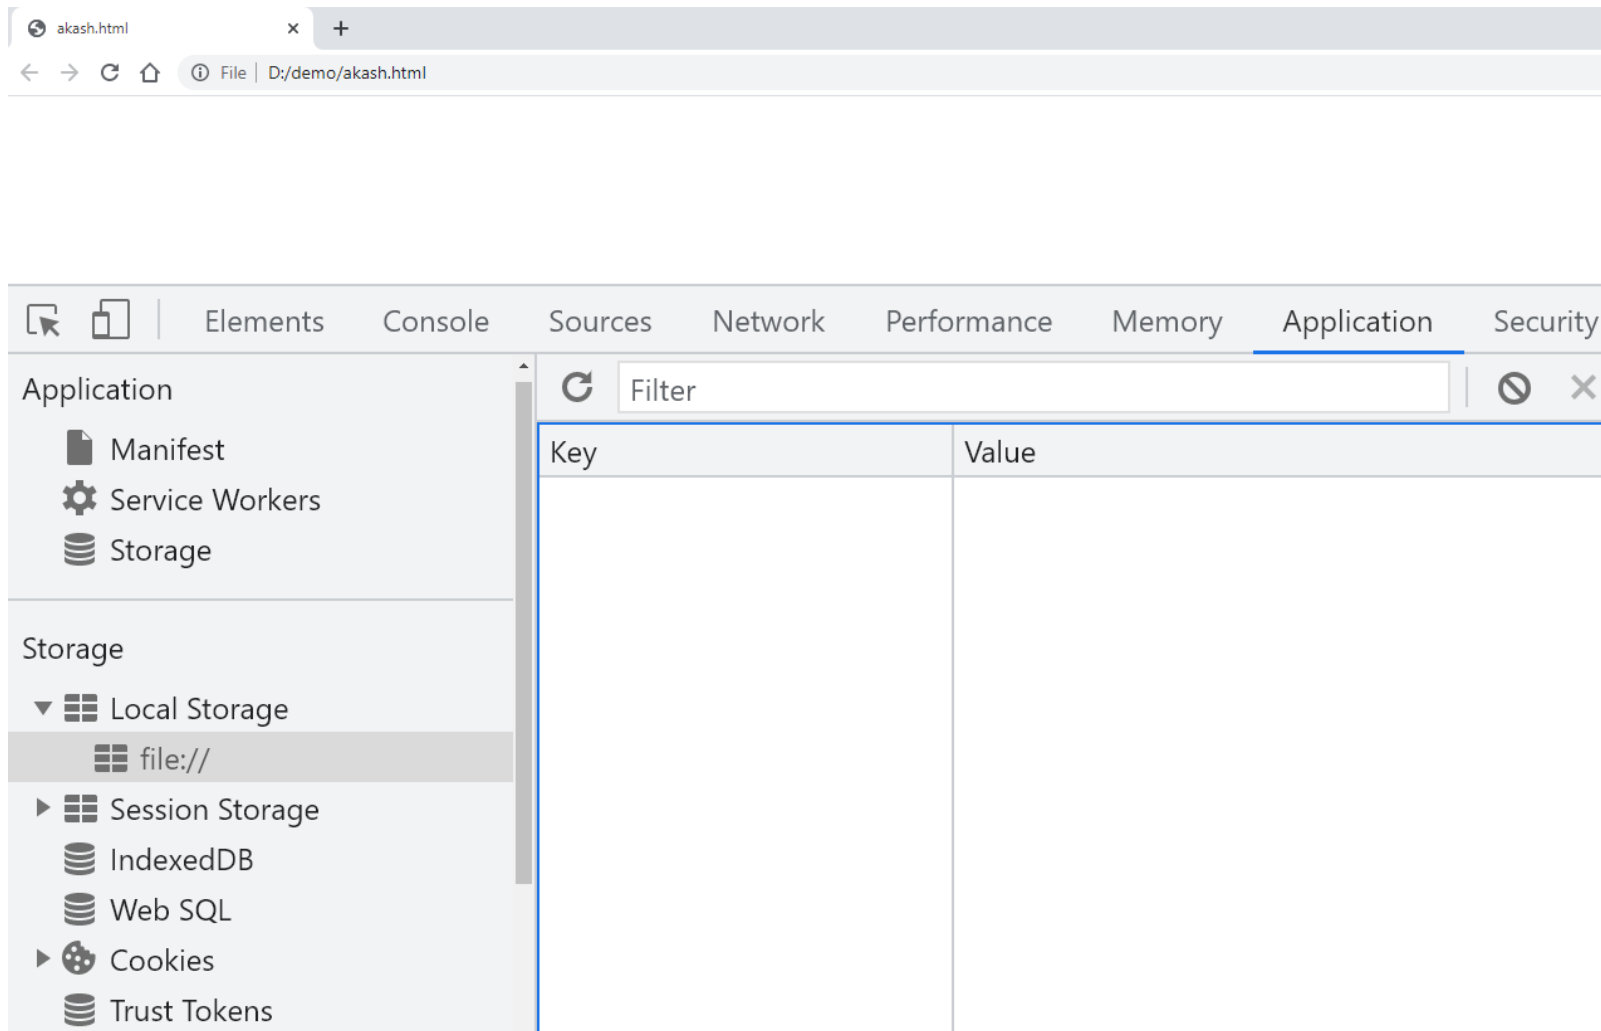 akash.html
File | D:/demo/akash.html
Elements Console Sources Network Performance Memory Application Security
Application
Filter
Key Value
Manifest
Service Workers
Storage
Storage
Local Storage
file://
Session Storage
IndexedDB
Web SQL
Cookies
Trust Tokens